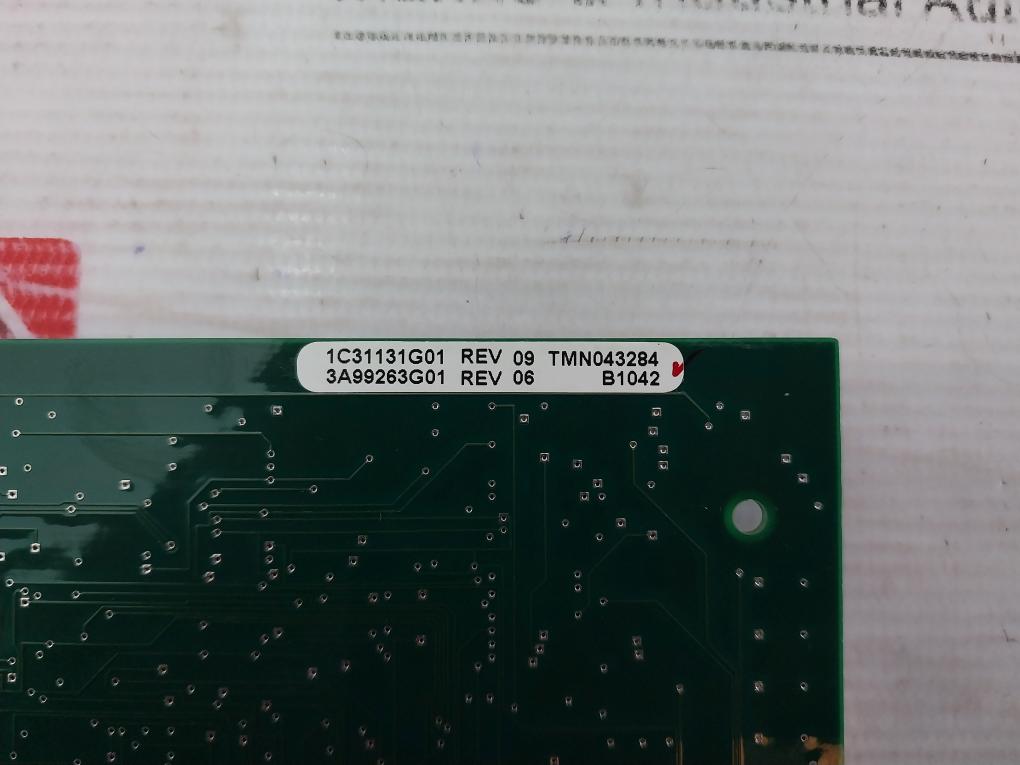 1C31131G01 REV 09 TMN043284
3A99263G01 REV 06 B1042